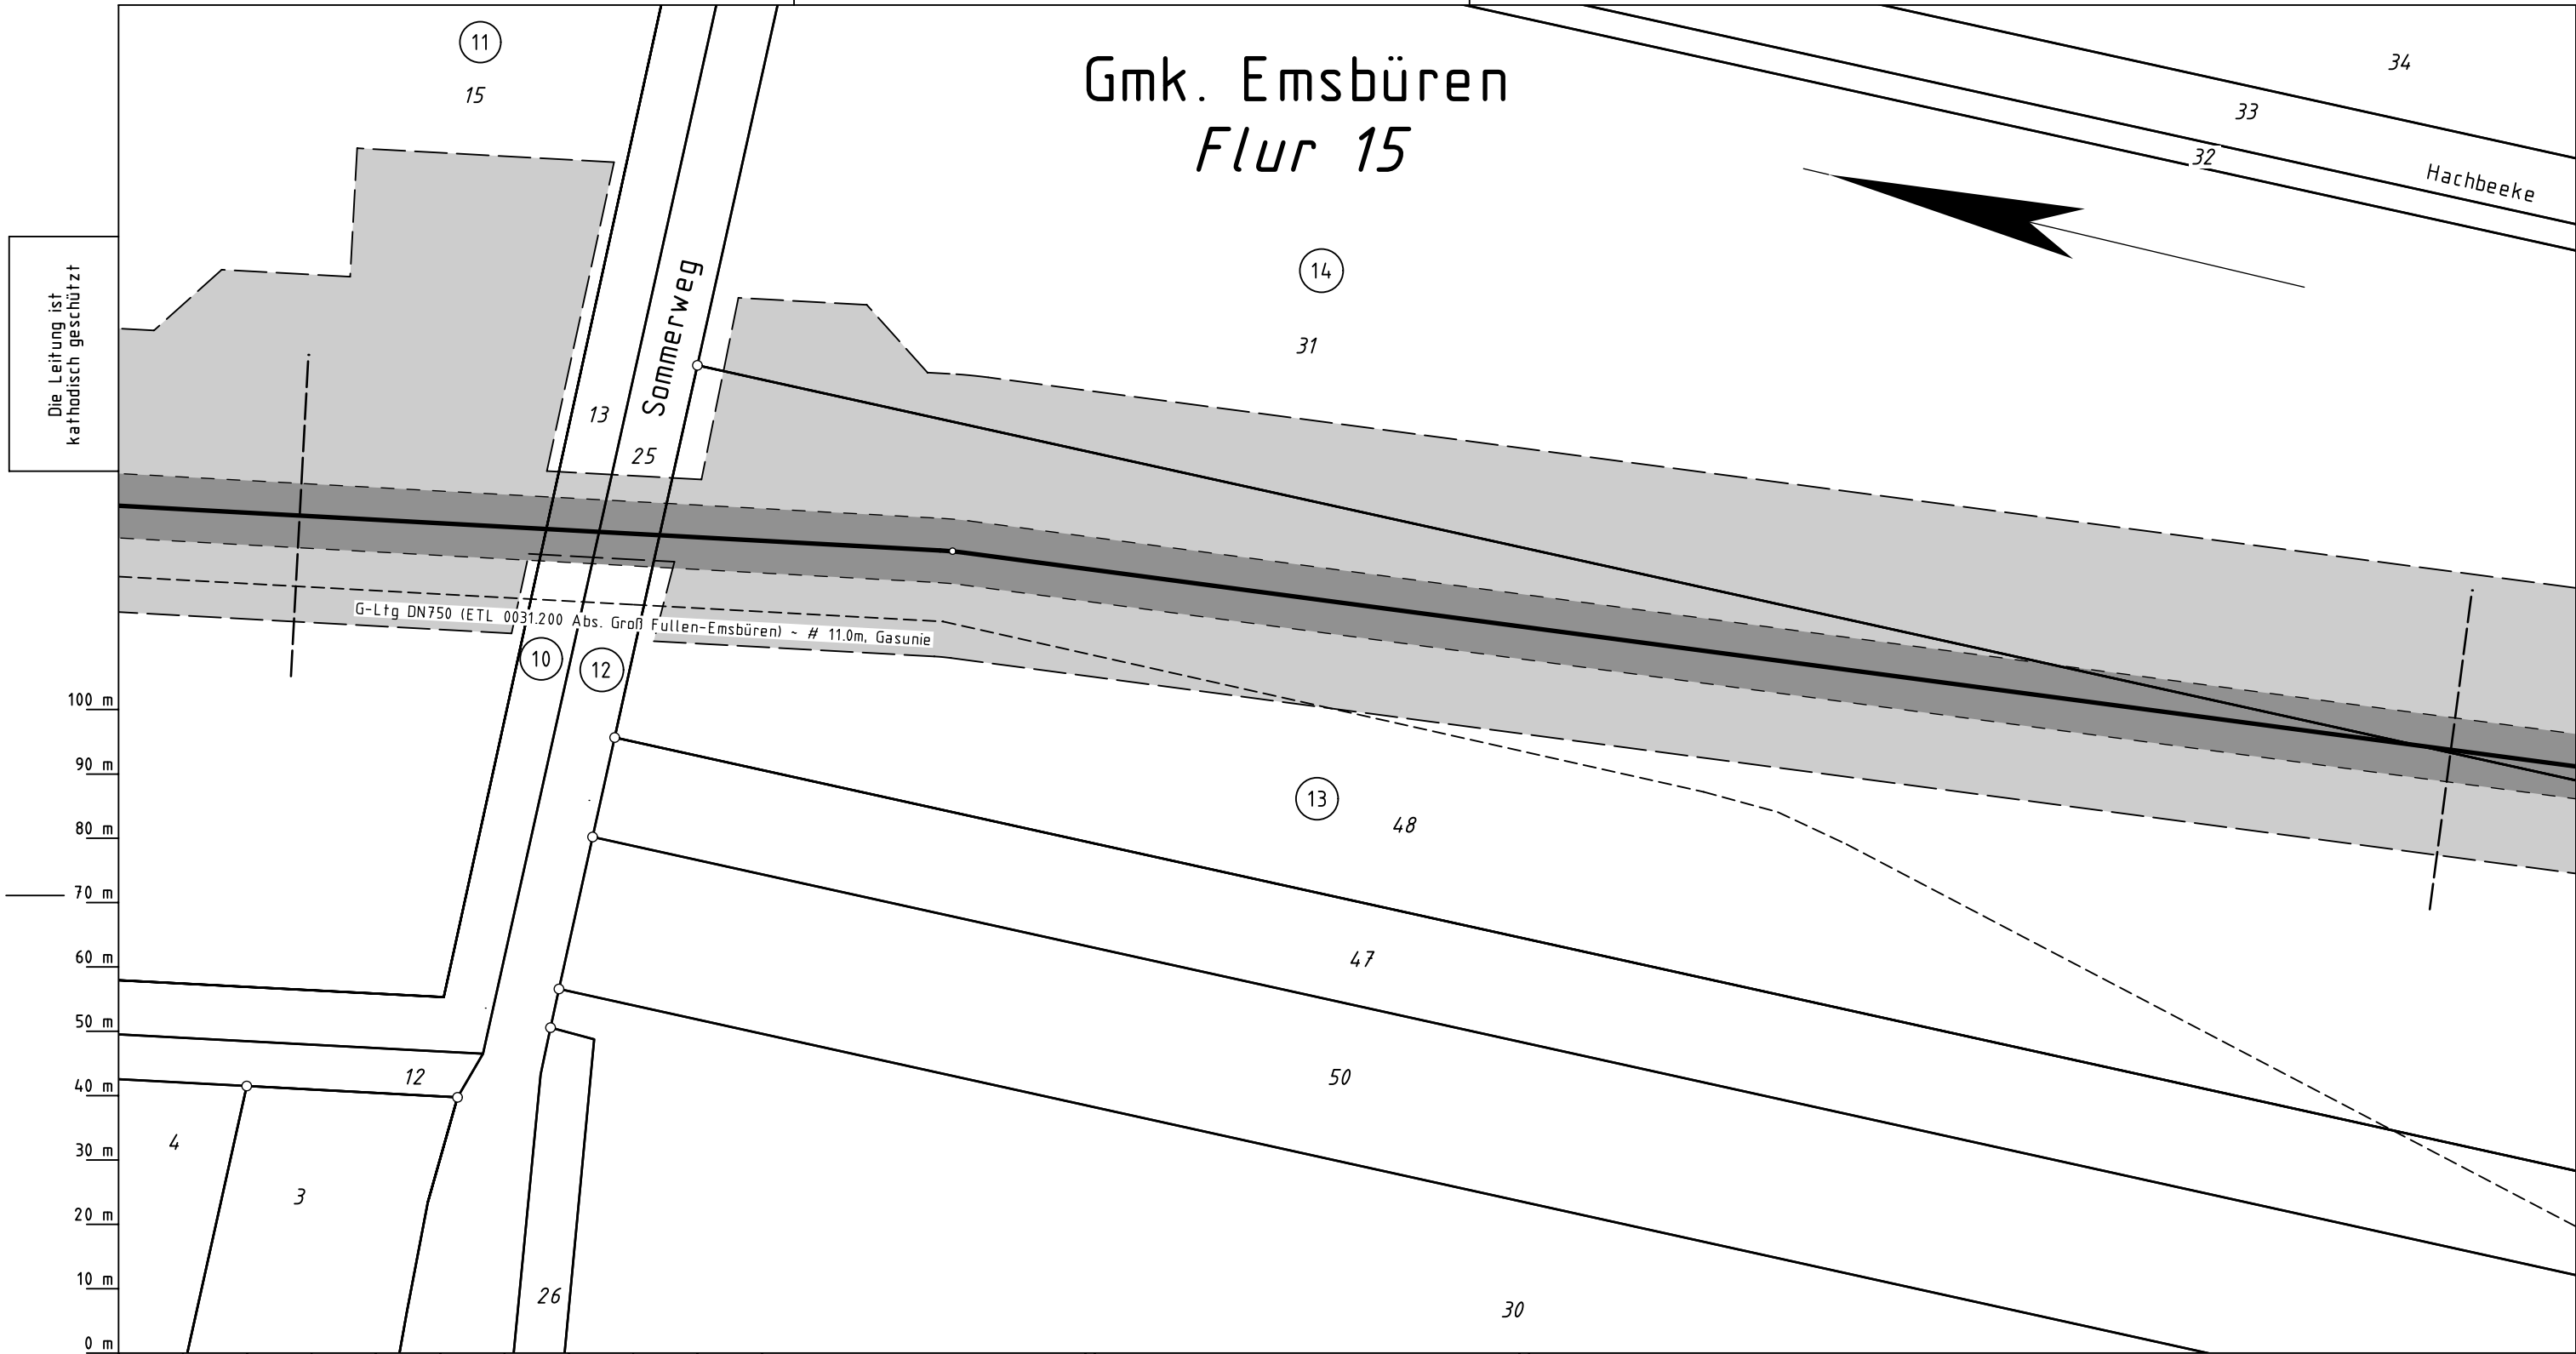 11
15
Gmk. Emsbüren
Flur 15
34
33
32
Hachbeeke
14
31
Die Leitung ist
kathodisch geschützt
Sommerweg
13
25
G-Ltg DN750 (ETL 0031.200 Abs. Groß Fullen-Emsbüren) ~ # 11.0m, Gasunie
10
12
13
48
47
50
12
4
3
26
30
100 m
90 m
80 m
70 m
60 m
50 m
40 m
30 m
20 m
10 m
0 m